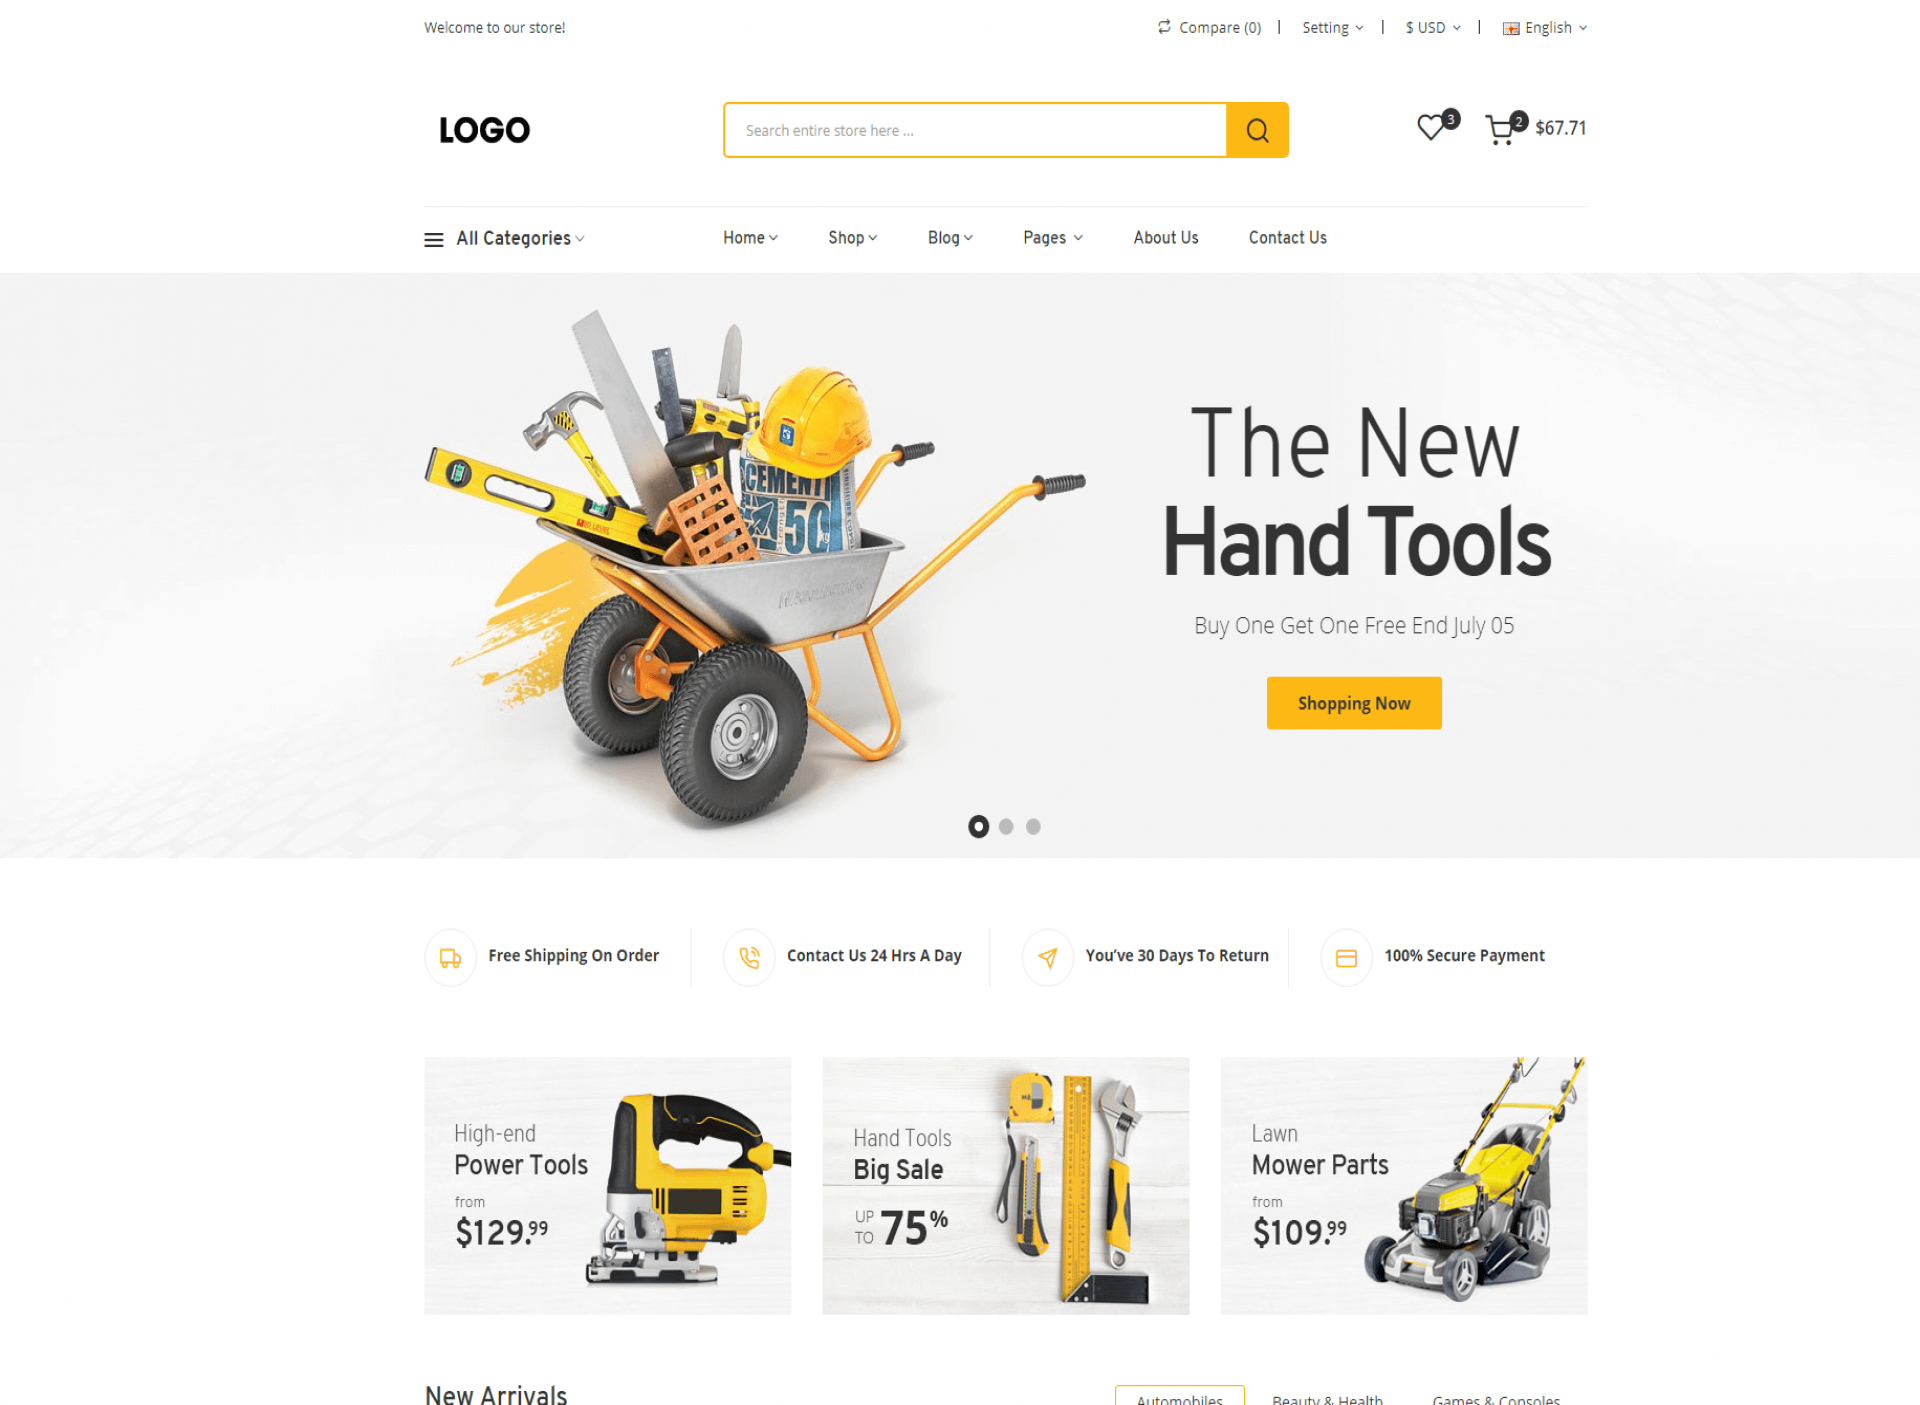 Welcome to our store!
Compare (0)
Setting
$ USD
English
LOGO
Search entire store here ...
3
2
$67.71
All Categories
Home
Shop
Blog
Pages
About Us
Contact Us
CEMENT
50
The New
Hand Tools
Buy One Get One Free End July 05
Shopping Now
Free Shipping On Order
Contact Us 24 Hrs A Day
You’ve 30 Days To Return
100% Secure Payment
High-end
Power Tools
from
$129.99
Hand Tools
Big Sale
UP TO 75%
Lawn
Mower Parts
from
$109.99
New Arrivals
Automobiles
Beauty & Health
Games & Consoles